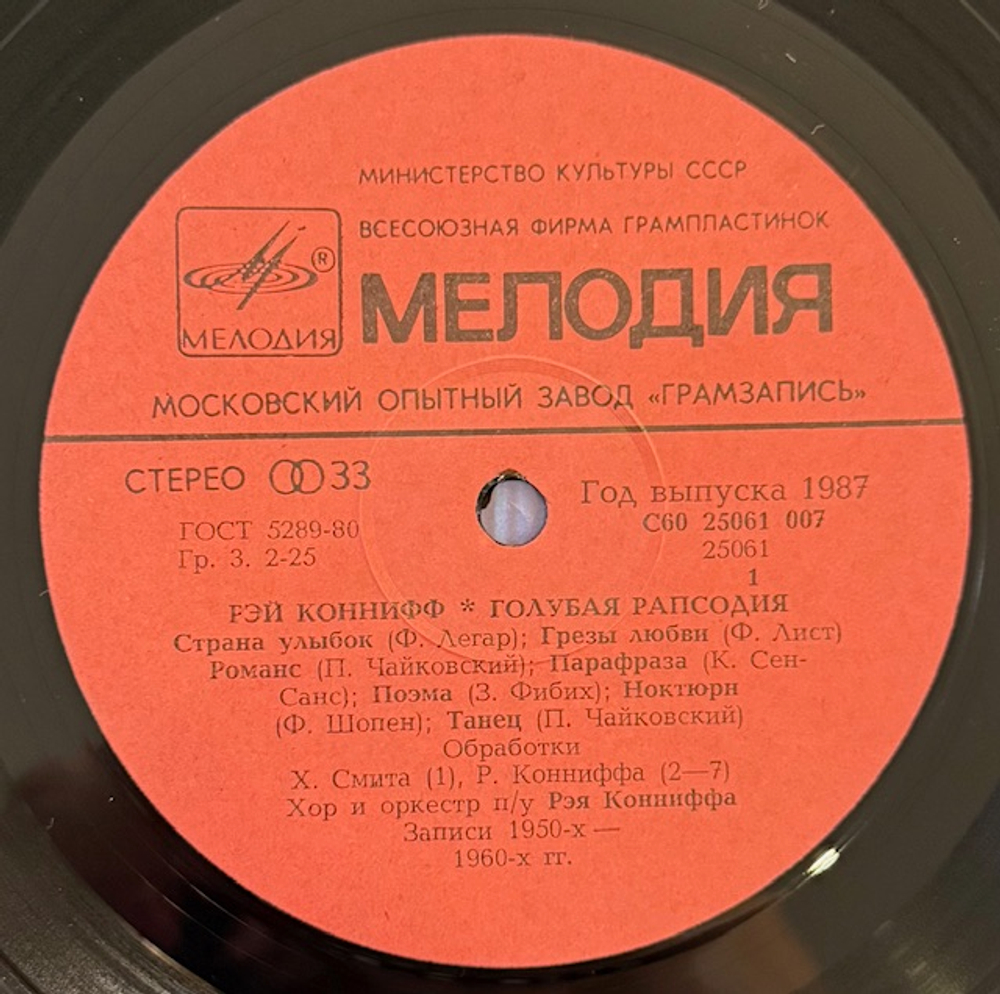 МИНИСТЕРСТВО КУЛЬТУРЫ СССР
ВСЕСОЮЗНАЯ ФИРМА ГРАМПЛАСТИНОК
®
МЕЛОДИЯ
МЕЛОДИЯ
МОСКОВСКИЙ ОПЫТНЫЙ ЗАВОД «ГРАМЗАПИСЬ»
СТЕРЕО 33
Год выпуска 1987
ГОСТ 5289-80
С60 25061 007
Гр. 3. 2-25
25061
1
РЭЙ КОННИФФ * ГОЛУБАЯ РАПСОДИЯ
Страна улыбок (Ф. Легар); Грезы любви (Ф. Лист)
Романс (П. Чайковский); Парафраза (К. Сен-
Санс); Поэма (З. Фибих); Ноктюрн
(Ф. Шопен); Танец (П. Чайковский)
Обработки
Х. Смита (1), Р. Конниффа (2—7)
Хор и оркестр п/у Рэя Конниффа
Записи 1950-х —
1960-х гг.